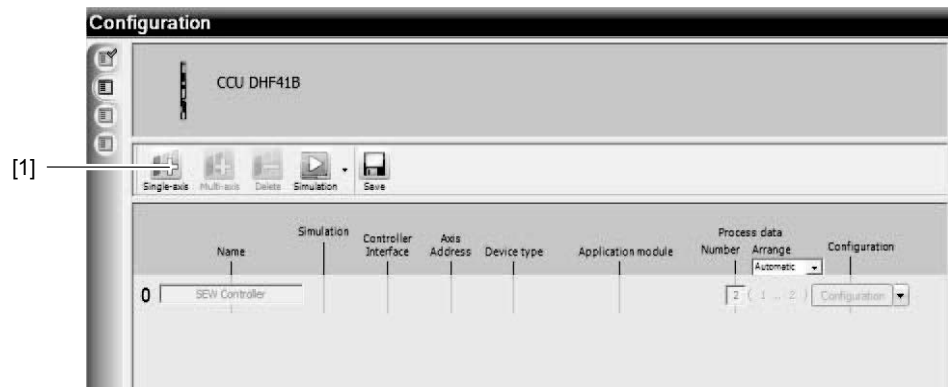 Configuration
CCU DHF41B
[1]
Single-axis Multi-axis Delete Simulation Save
Name Simulation Controller Interface Axis Address Device type Application module Process data Number Arrange Configuration
Automatic
0 SEW Controller 2 ( 1 .. 2 ) Configuration